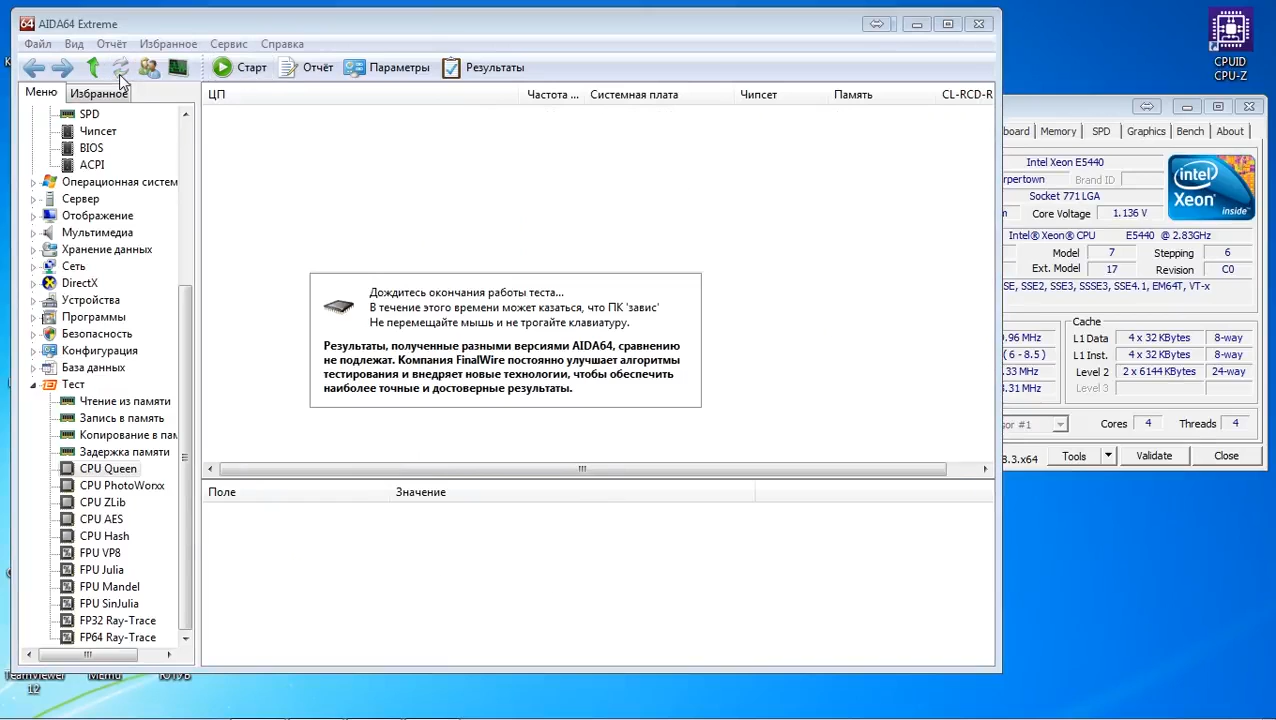 AIDA64 Extreme
Файл Вид Отчёт Избранное Сервис Справка
Старт Отчёт Параметры Результаты
Меню Избранное
SPD
Чипсет
BIOS
ACPI
Операционная систем
Сервер
Отображение
Мультимедиа
Хранение данных
Сеть
DirectX
Устройства
Программы
Безопасность
Конфигурация
База данных
Тест
Чтение из памяти
Запись в память
Копирование в пам
Задержка памяти
CPU Queen
CPU PhotoWorxx
CPU ZLib
CPU AES
CPU Hash
FPU VP8
FPU Julia
FPU Mandel
FPU SinJulia
FP32 Ray-Trace
FP64 Ray-Trace
ЦП Частота ... Системная плата Чипсет Память CL-RCD-R
Дождитесь окончания работы теста...
В течение этого времени может казаться, что ПК 'завис'
Не перемещайте мышь и не трогайте клавиатуру.
Результаты, полученные разными версиями AIDA64, сравнению
не подлежат. Компания FinalWire постоянно улучшает алгоритмы
тестирования и внедряет новые технологии, чтобы обеспечить
наиболее точные и достоверные результаты.
Поле Значение
CPUID
CPU-Z
board Memory SPD Graphics Bench About
Intel Xeon E5440
pertown Brand ID
Socket 771 LGA
Core Voltage 1.136 V
intel
Xeon
inside
Intel® Xeon® CPU E5440 @ 2.83GHz
Model 7 Stepping 6
Ext. Model 17 Revision C0
SSE, SSE2, SSE3, SSSE3, SSE4.1, EM64T, VT-x
Cache
.96 MHz L1 Data 4 x 32 KBytes 8-way
(6 - 8.5) L1 Inst. 4 x 32 KBytes 8-way
.33 MHz Level 2 2 x 6144 KBytes 24-way
.31 MHz Level 3
sor #1 Cores 4 Threads 4
.3.x64 Tools Validate Close
TeamViewer
12